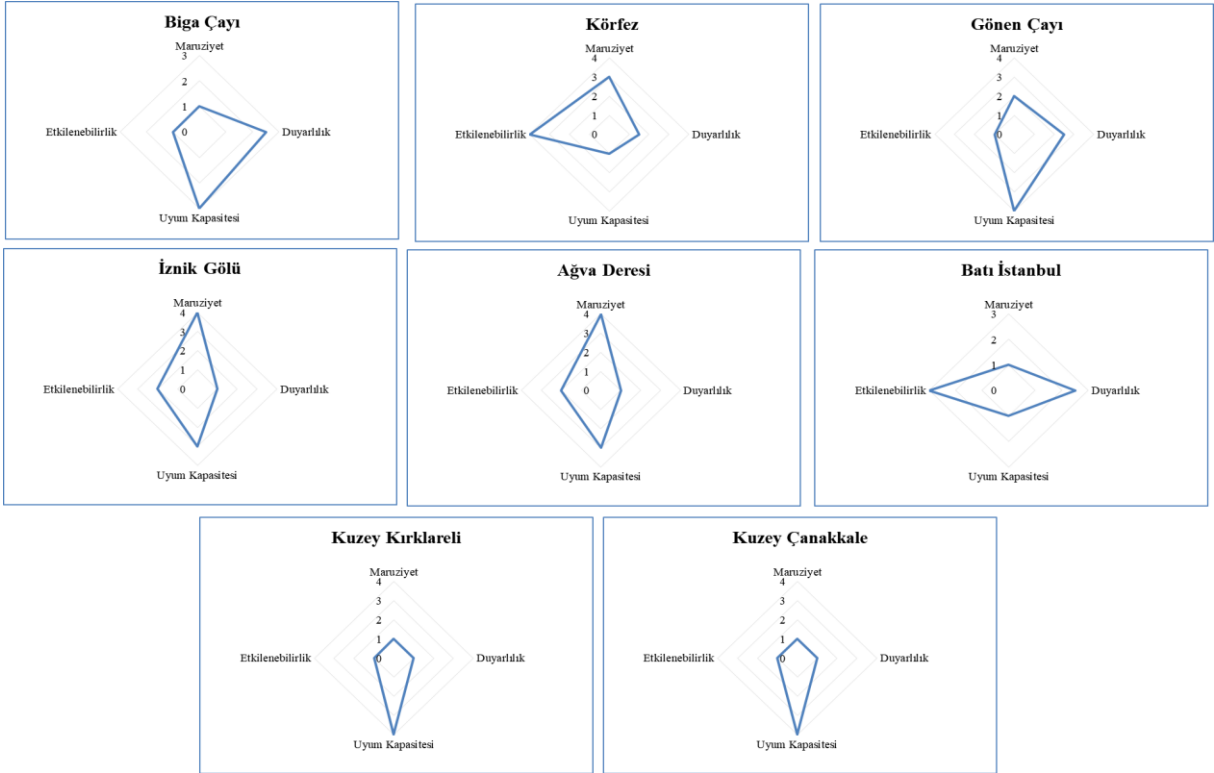 Biga Çayı
Maruziyet
3
2
1
0
Etkilenebilirlik
Duyarlılık
Uyum Kapasitesi
Körfez
Maruziyet
4
3
2
1
0
Etkilenebilirlik
Duyarlılık
Uyum Kapasitesi
Gönen Çayı
Maruziyet
4
3
2
1
0
Etkilenebilirlik
Duyarlılık
Uyum Kapasitesi
İznik Gölü
Maruziyet
4
3
2
1
0
Etkilenebilirlik
Duyarlılık
Uyum Kapasitesi
Ağva Deresi
Maruziyet
4
3
2
1
0
Etkilenebilirlik
Duyarlılık
Uyum Kapasitesi
Batı İstanbul
Maruziyet
3
2
1
0
Etkilenebilirlik
Duyarlılık
Uyum Kapasitesi
Kuzey Kırklareli
Maruziyet
4
3
2
1
0
Etkilenebilirlik
Duyarlılık
Uyum Kapasitesi
Kuzey Çanakkale
Maruziyet
4
3
2
1
0
Etkilenebilirlik
Duyarlılık
Uyum Kapasitesi